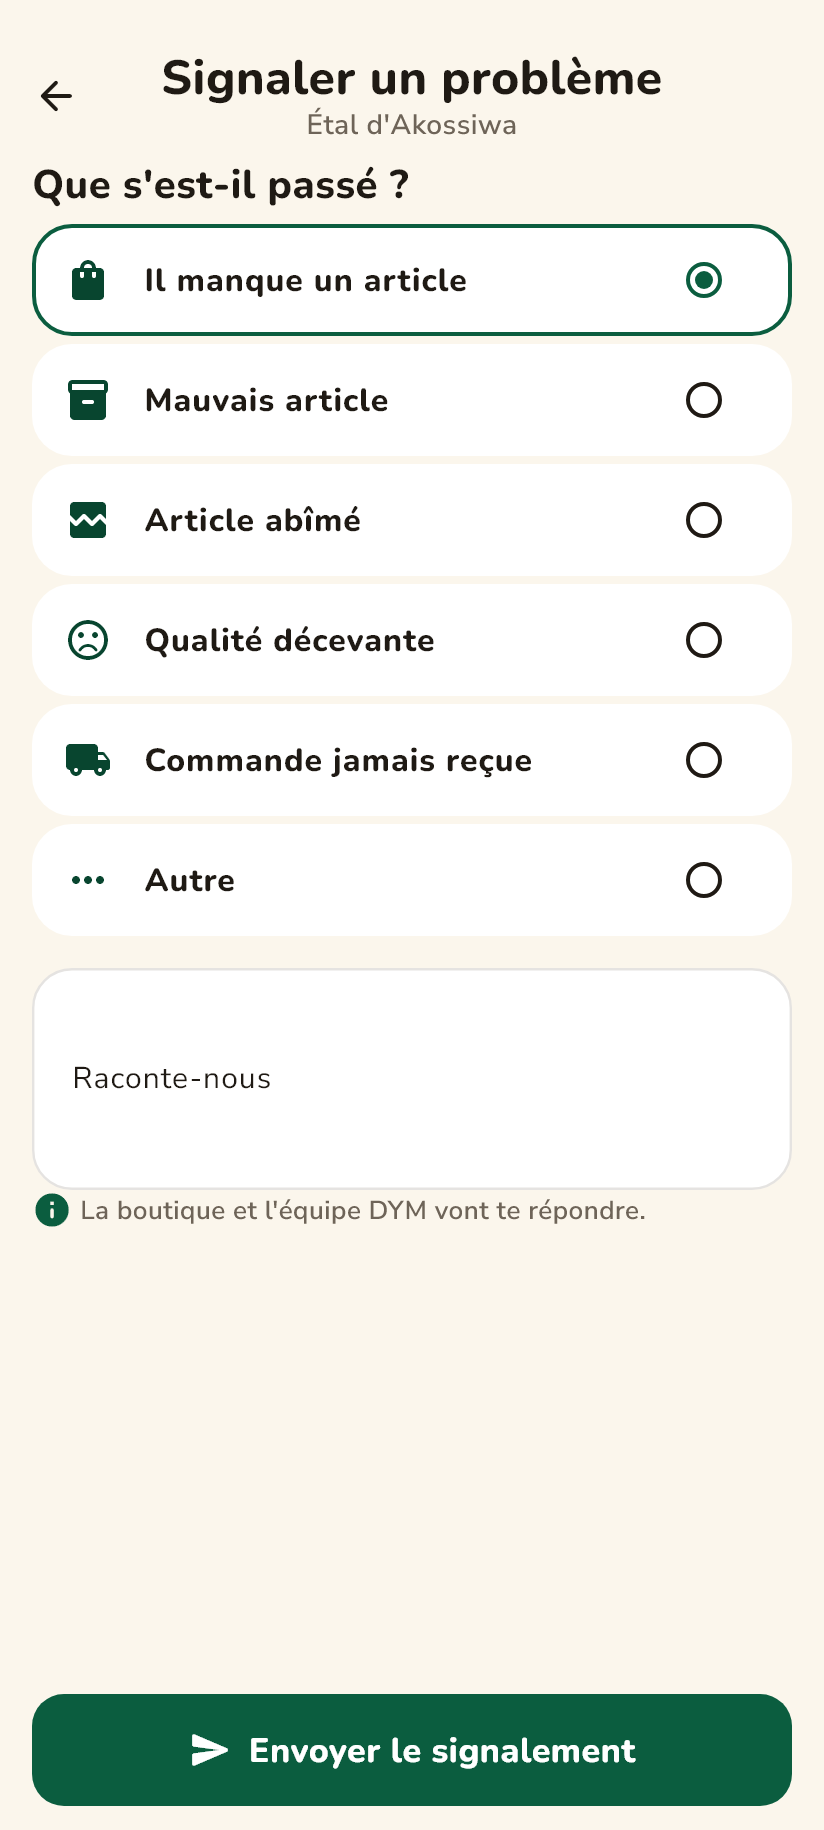 Signaler un problème
Étal d'Akossiwa
Que s'est-il passé ?
Il manque un article
Mauvais article
Article abîmé
Qualité décevante
Commande jamais reçue
Autre
Raconte-nous
La boutique et l'équipe DYM vont te répondre.
Envoyer le signalement